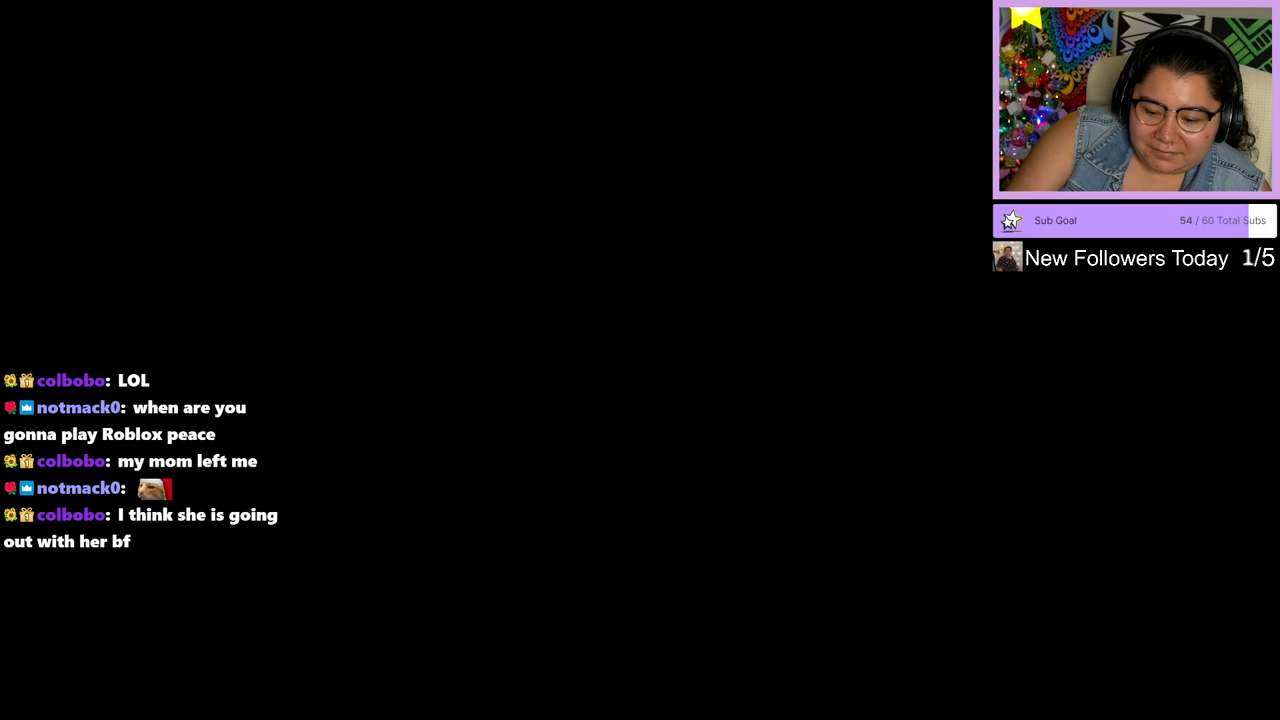 Sub Goal 54 / 60 Total Subs
New Followers Today 1/5
colbobo: LOL
notmack0: when are you
gonna play Roblox peace
colbobo: my mom left me
notmack0:
colbobo: I think she is going
out with her bf